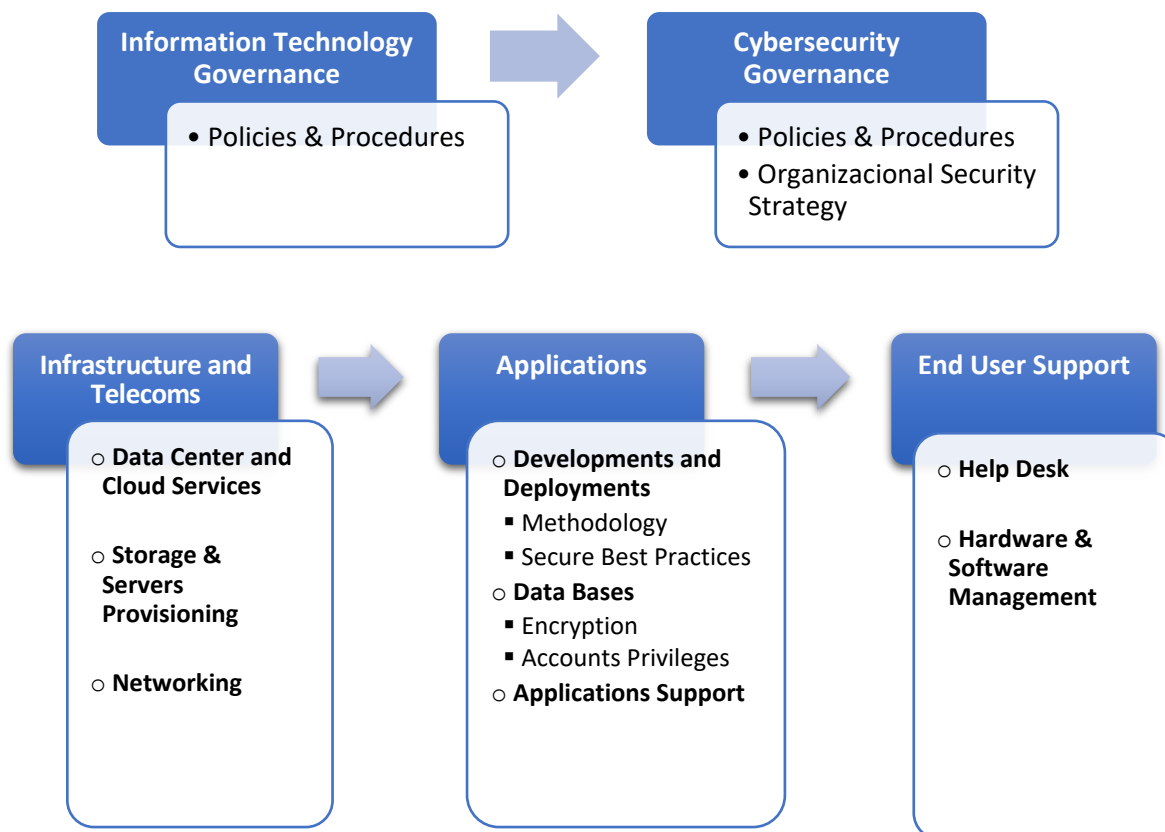 Information Technology
Governance
• Policies & Procedures
Cybersecurity
Governance
• Policies & Procedures
• Organizacional Security
Strategy
Infrastructure and
Telecoms
○ Data Center and
Cloud Services
○ Storage &
Servers
Provisioning
○ Networking
Applications
○ Developments and
Deployments
▪ Methodology
▪ Secure Best Practices
○ Data Bases
▪ Encryption
▪ Accounts Privileges
○ Applications Support
End User Support
○ Help Desk
○ Hardware &
Software
Management